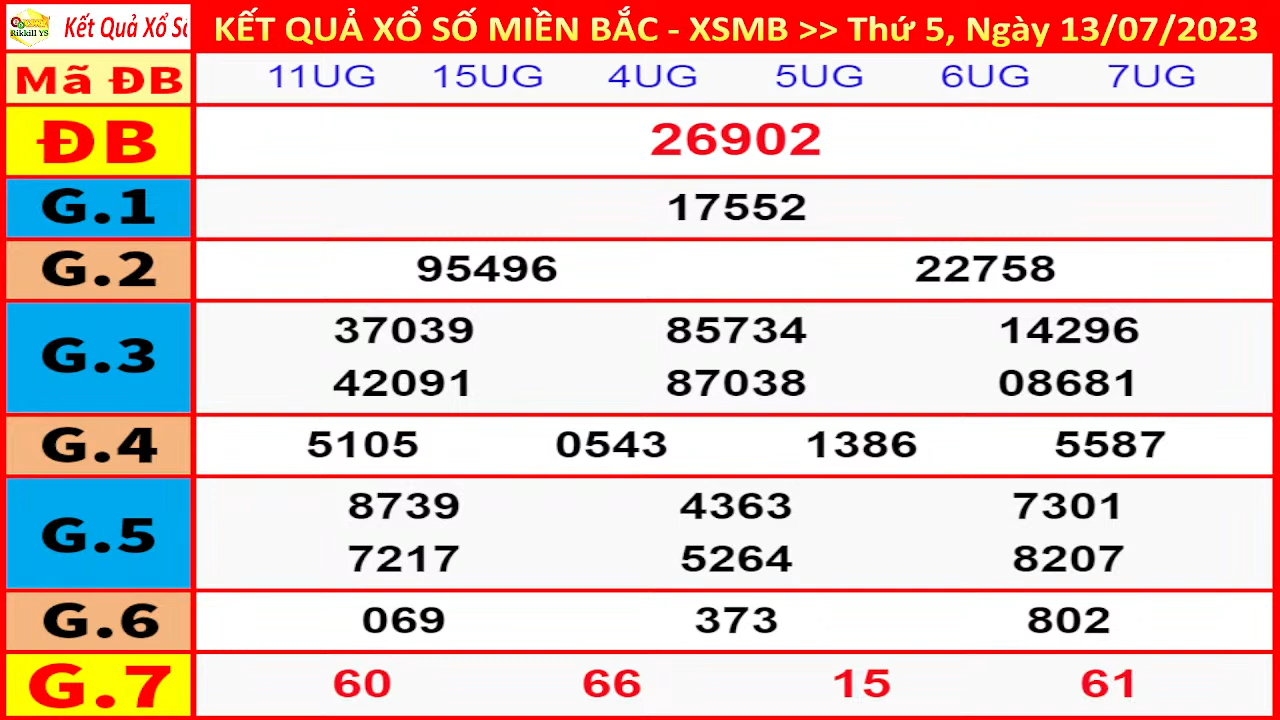 Rikkill YS
Kết Quả Xổ Số
KẾT QUẢ XỔ SỐ MIỀN BẮC - XSMB >> Thứ 5, Ngày 13/07/2023
Mã ĐB 11UG 15UG 4UG 5UG 6UG 7UG
ĐB 26902
G.1 17552
G.2 95496 22758
G.3
37039 85734 14296
42091 87038 08681
G.4 5105 0543 1386 5587
G.5
8739 4363 7301
7217 5264 8207
G.6 069 373 802
G.7 60 66 15 61